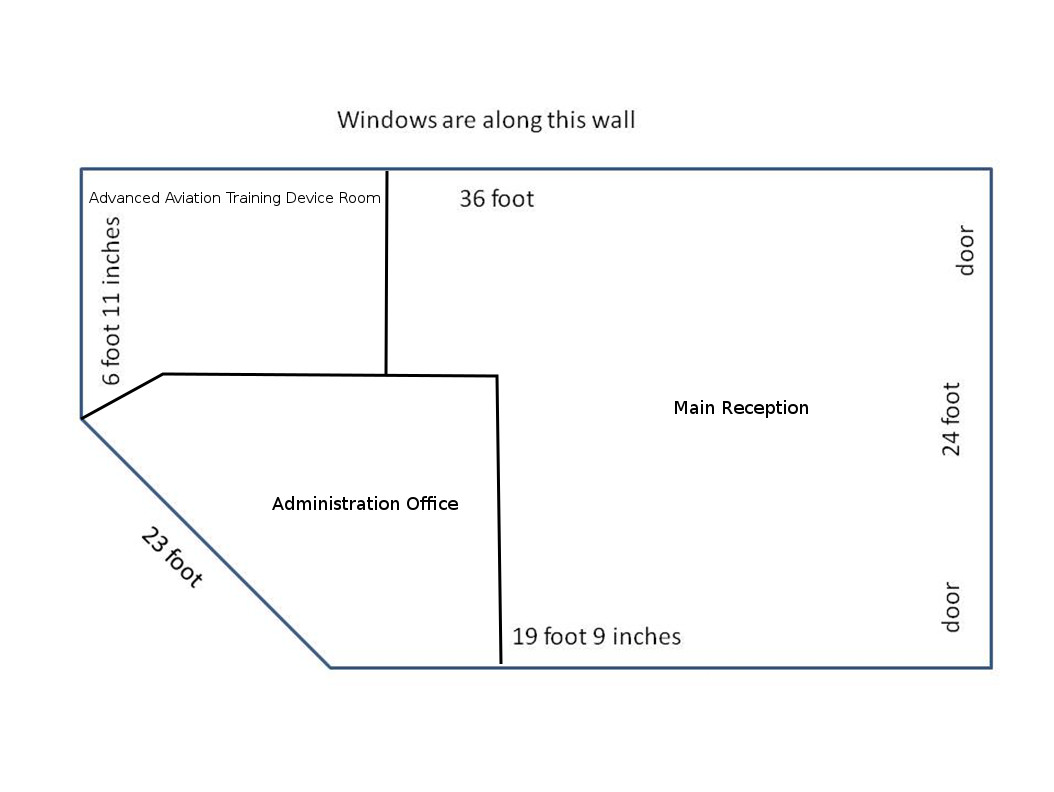 Windows are along this wall
Advanced Aviation Training Device Room
36 foot
6 foot 11 inches
door
Main Reception
24 foot
Administration Office
23 foot
door
19 foot 9 inches